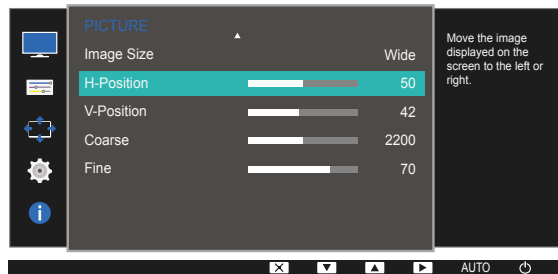 PICTURE
Image Size Wide
H-Position 50
V-Position 42
Coarse 2200
Fine 70
Move the image
displayed on the
screen to the left or
right.
AUTO